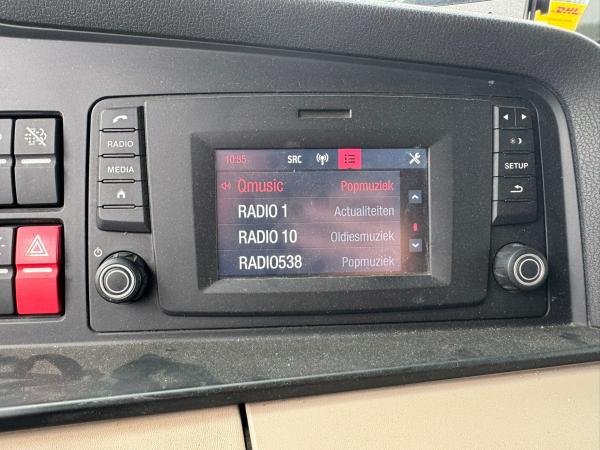 DHL
RADIO
MEDIA
SETUP
10:35 SRC
Qmusic Popmuziek
RADIO 1 Actualiteiten
RADIO 10 Oldiesmuziek
RADIO538 Popmuziek